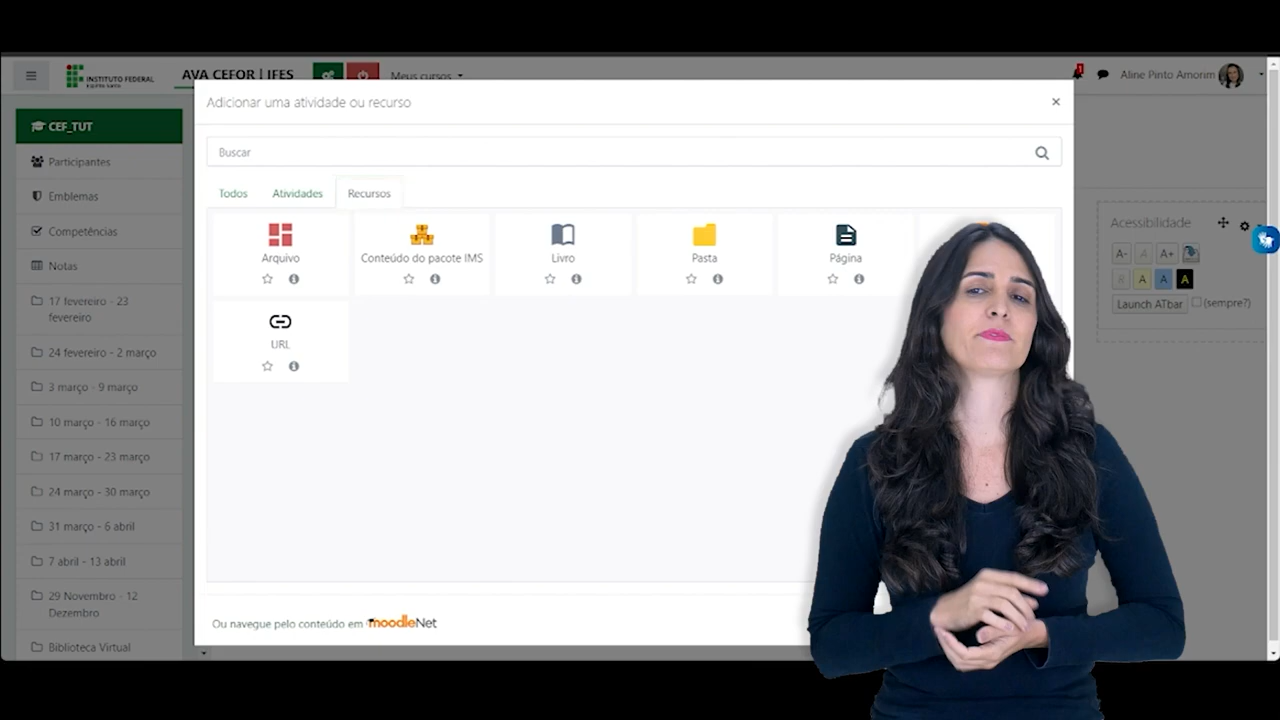 INSTITUTO FEDERAL
Espírito Santo
AVA CEFOR | IFES
Meus cursos
1
Aline Pinto Amorim
Adicionar uma atividade ou recurso
×
CEF_TUT
Participantes
Emblemas
Competências
Notas
17 fevereiro - 23
fevereiro
24 fevereiro - 2 março
3 março - 9 março
10 março - 16 março
17 março - 23 março
24 março - 30 março
31 março - 6 abril
7 abril - 13 abril
29 Novembro - 12
Dezembro
Biblioteca Virtual
Buscar
Todos Atividades Recursos
Arquivo Conteúdo do pacote IMS Livro Pasta Página
URL
Ou navegue pelo conteúdo em moodleNet
Acessibilidade
A- A A+
R A A A
Launch ATbar (sempre?)